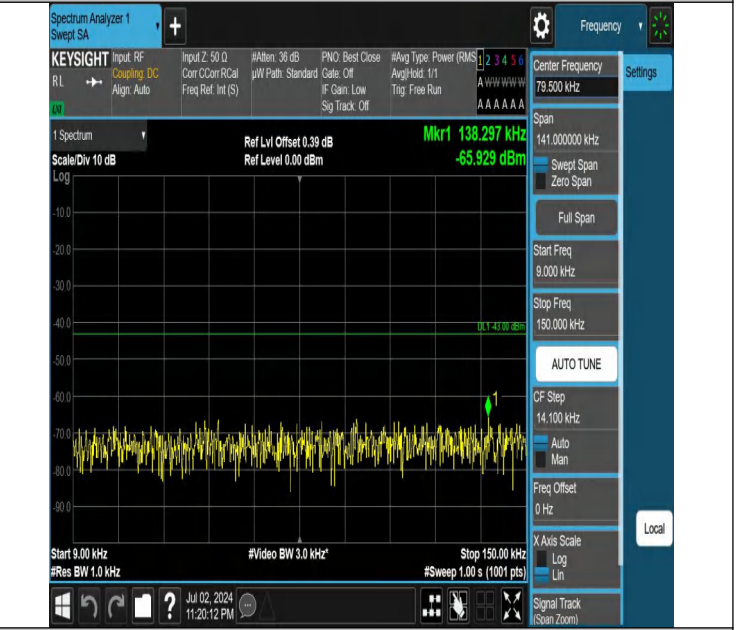 Spectrum Analyzer 1
Swept SA
+
Frequency
KEYSIGHT
RL
Input: RF
Coupling: DC
Align: Auto
Input Z: 50 Ω
Corr CCorr RCal
Freq Ref: Int (S)
#Atten: 36 dB
µW Path: Standard
PNO: Best Close
Gate: Off
IF Gain: Low
Sig Track: Off
#Avg Type: Power (RMS
Avg|Hold: 1/1
Trig: Free Run
1 2 3 4 5 6
A W W W W W
A A A A A A
1 Spectrum
Scale/Div 10 dB
Log
Ref Lvl Offset 0.39 dB
Ref Level 0.00 dBm
Mkr1 138.297 kHz
-65.929 dBm
-10.0
-20.0
-30.0
-40.0
DL1 -43.00 dBm
-50.0
-60.0
1
-70.0
-80.0
-90.0
Start 9.00 kHz
#Res BW 1.0 kHz
#Video BW 3.0 kHz*
Stop 150.00 kHz
#Sweep 1.00 s (1001 pts)
Jul 02, 2024
11:20:12 PM
Center Frequency
79.500 kHz
Settings
Span
141.000000 kHz
Swept Span
Zero Span
Full Span
Start Freq
9.000 kHz
Stop Freq
150.000 kHz
AUTO TUNE
CF Step
14.100 kHz
Auto
Man
Freq Offset
0 Hz
X Axis Scale
Log
Lin
Local
Signal Track
(Span Zoom)